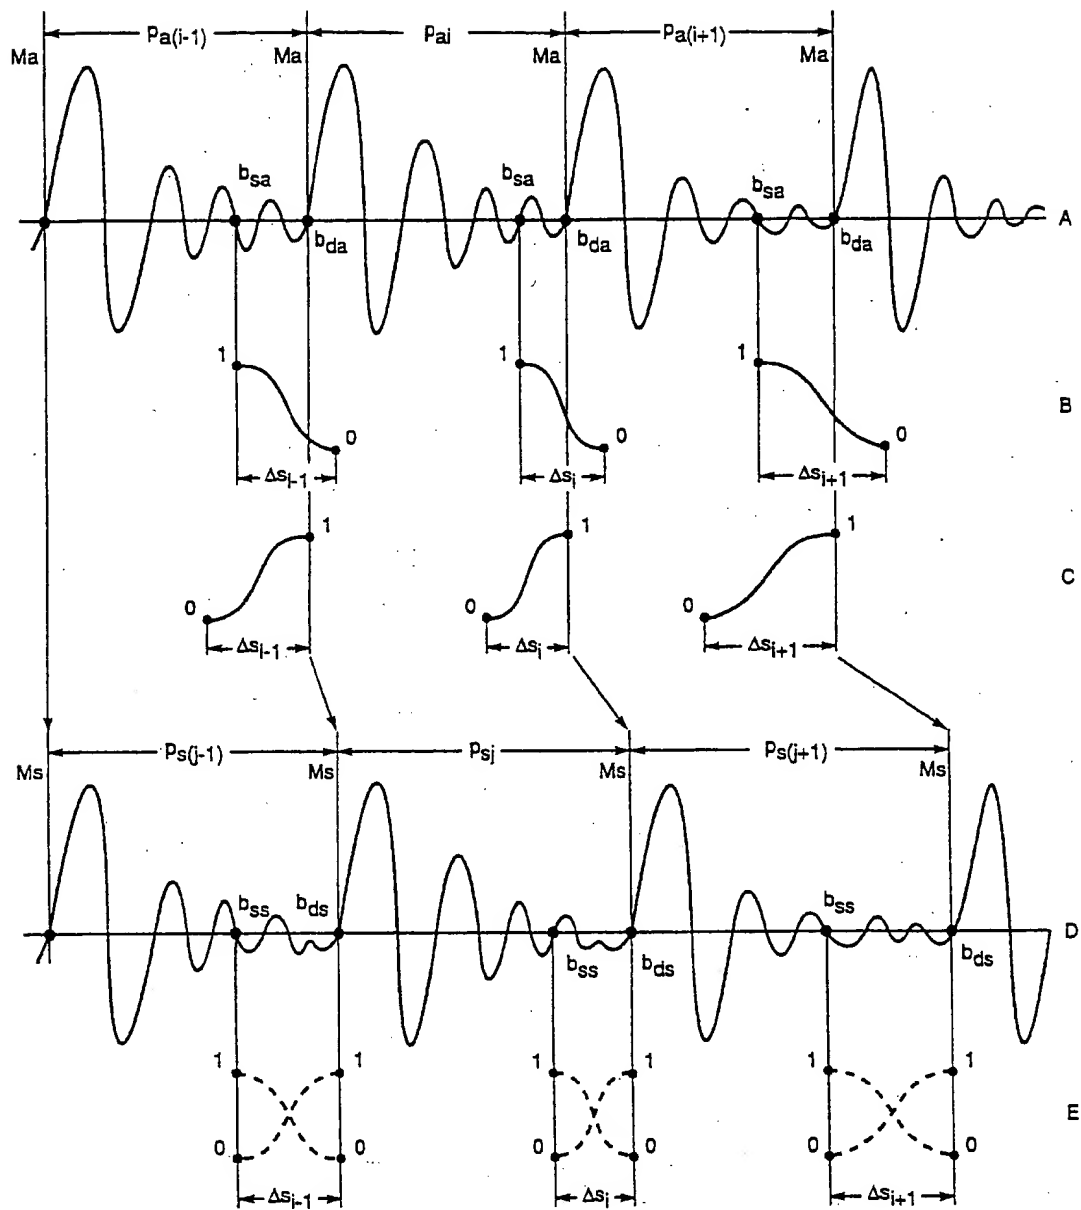 pa(i-1) pai pa(i+1)
Ma Ma Ma Ma
bsa bsa bsa
A
bda bda bda
1 1 1
B
0 0 0
Δsi-1 Δsi Δsi+1
1 1 1
C
0 0 0
Δsi-1 Δsi Δsi+1
ps(j-1) psj ps(j+1)
Ms Ms Ms Ms
bss bds bss
D
bss bds bds
1 1 1 1 1 1
E
0 0 0 0 0 0
Δsi-1 Δsi Δsi+1